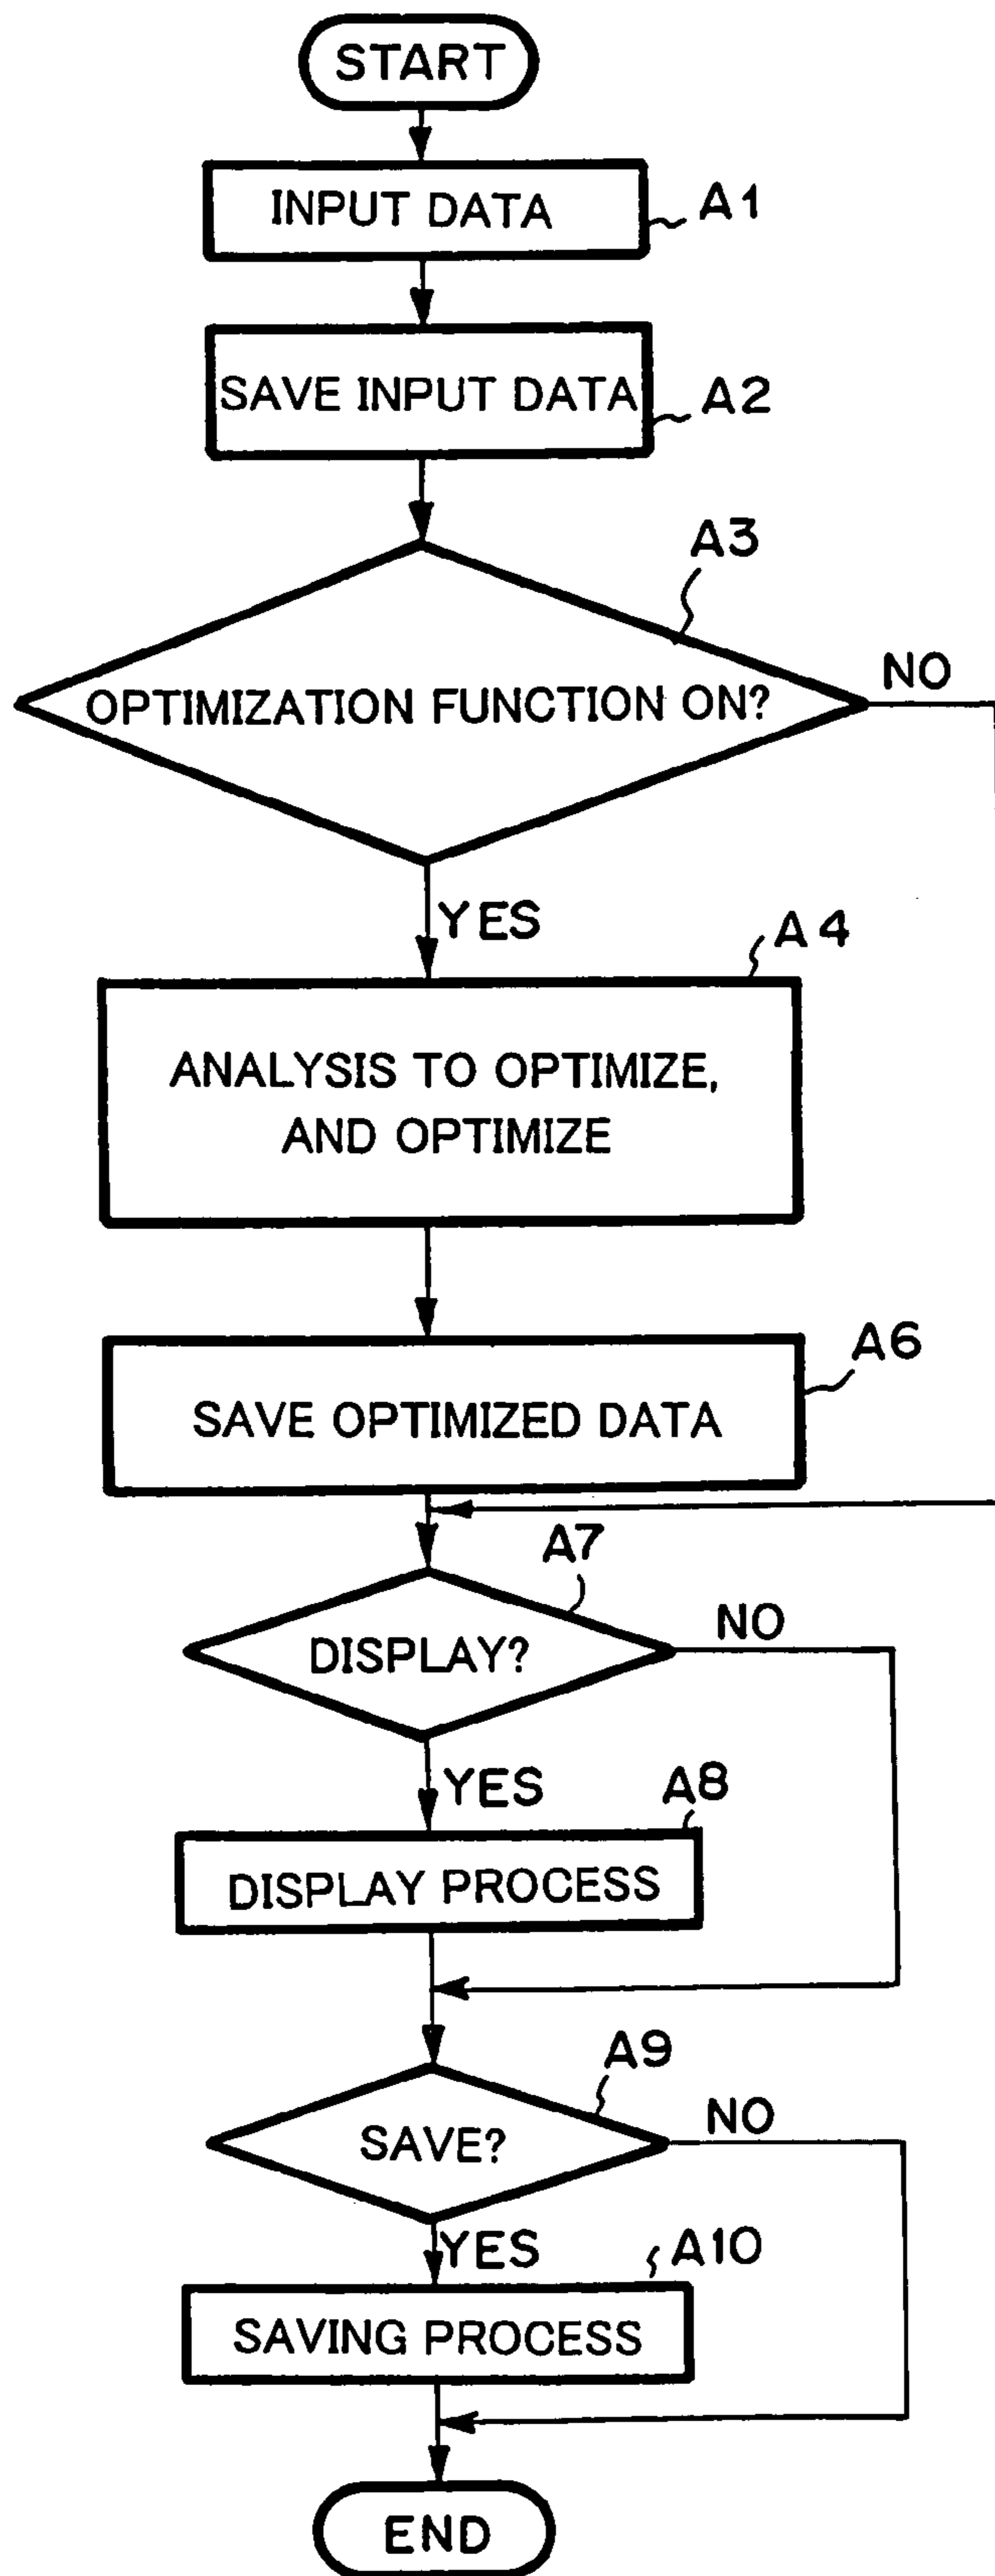 START
INPUT DATA
A1
SAVE INPUT DATA
A2
A3
OPTIMIZATION FUNCTION ON?
NO
YES
A4
ANALYSIS TO OPTIMIZE,
AND OPTIMIZE
A6
SAVE OPTIMIZED DATA
A7
DISPLAY?
NO
YES
A8
DISPLAY PROCESS
A9
SAVE?
NO
YES
A10
SAVING PROCESS
END